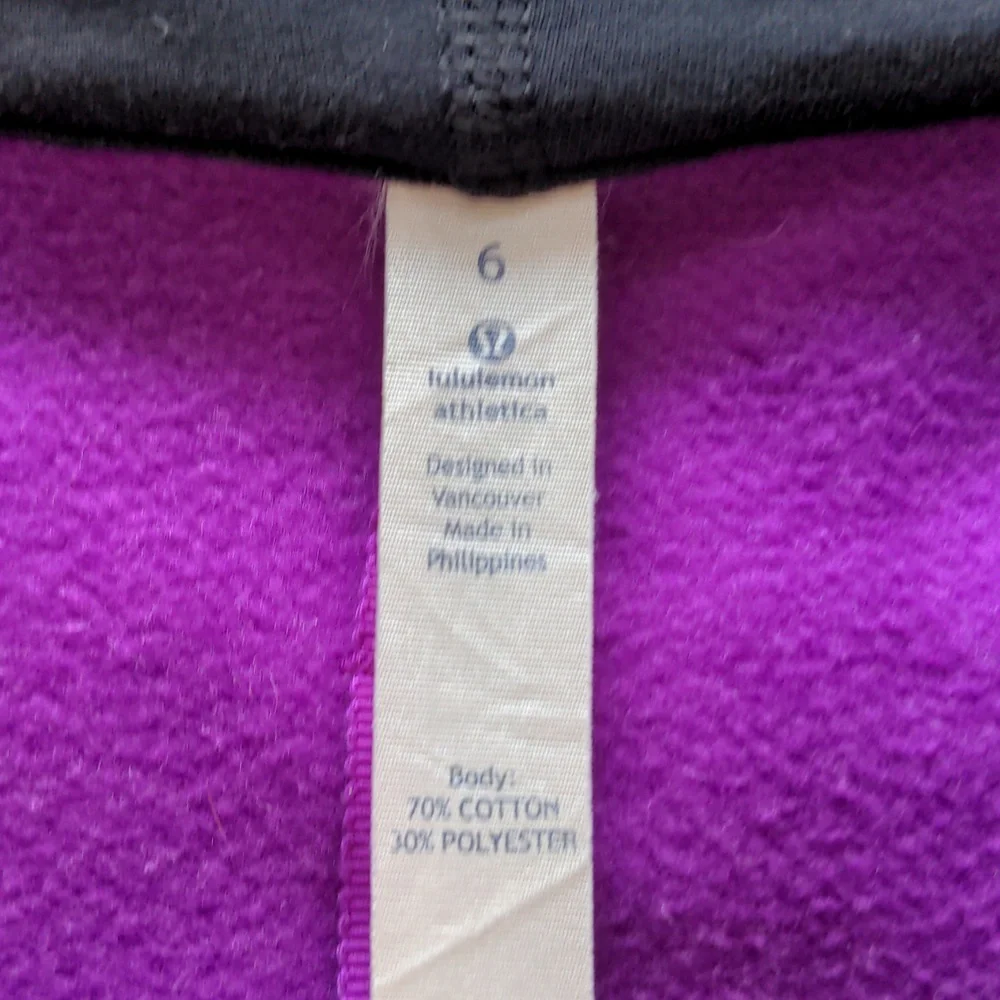 6
lululemon
athletica
Designed in
Vancouver
Made in
Philippines
Body:
70% COTTON
30% POLYESTER